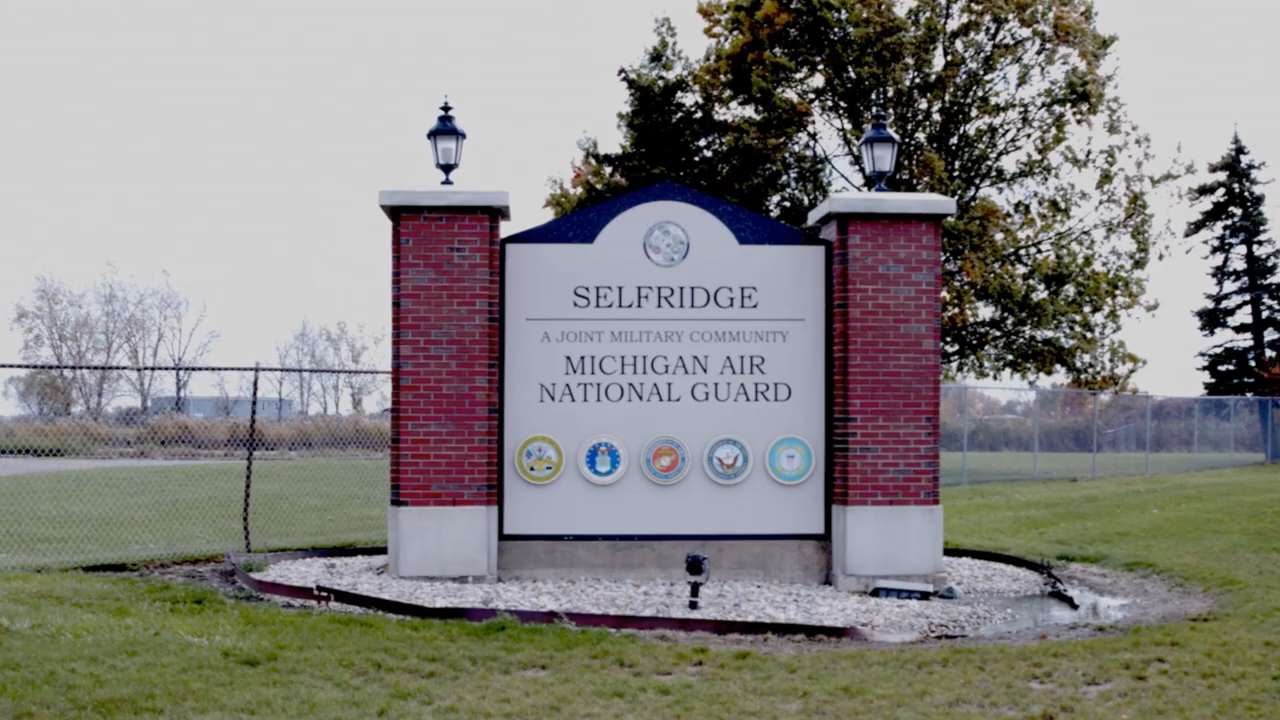 SELFRIDGE
A JOINT MILITARY COMMUNITY
MICHIGAN AIR
NATIONAL GUARD